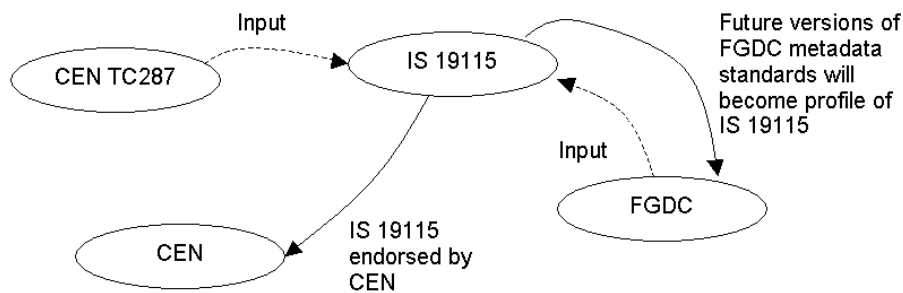 Input
CEN TC287
IS 19115
Future versions of
FGDC metadata
standards will
become profile of
IS 19115
Input
FGDC
CEN
IS 19115
endorsed by
CEN